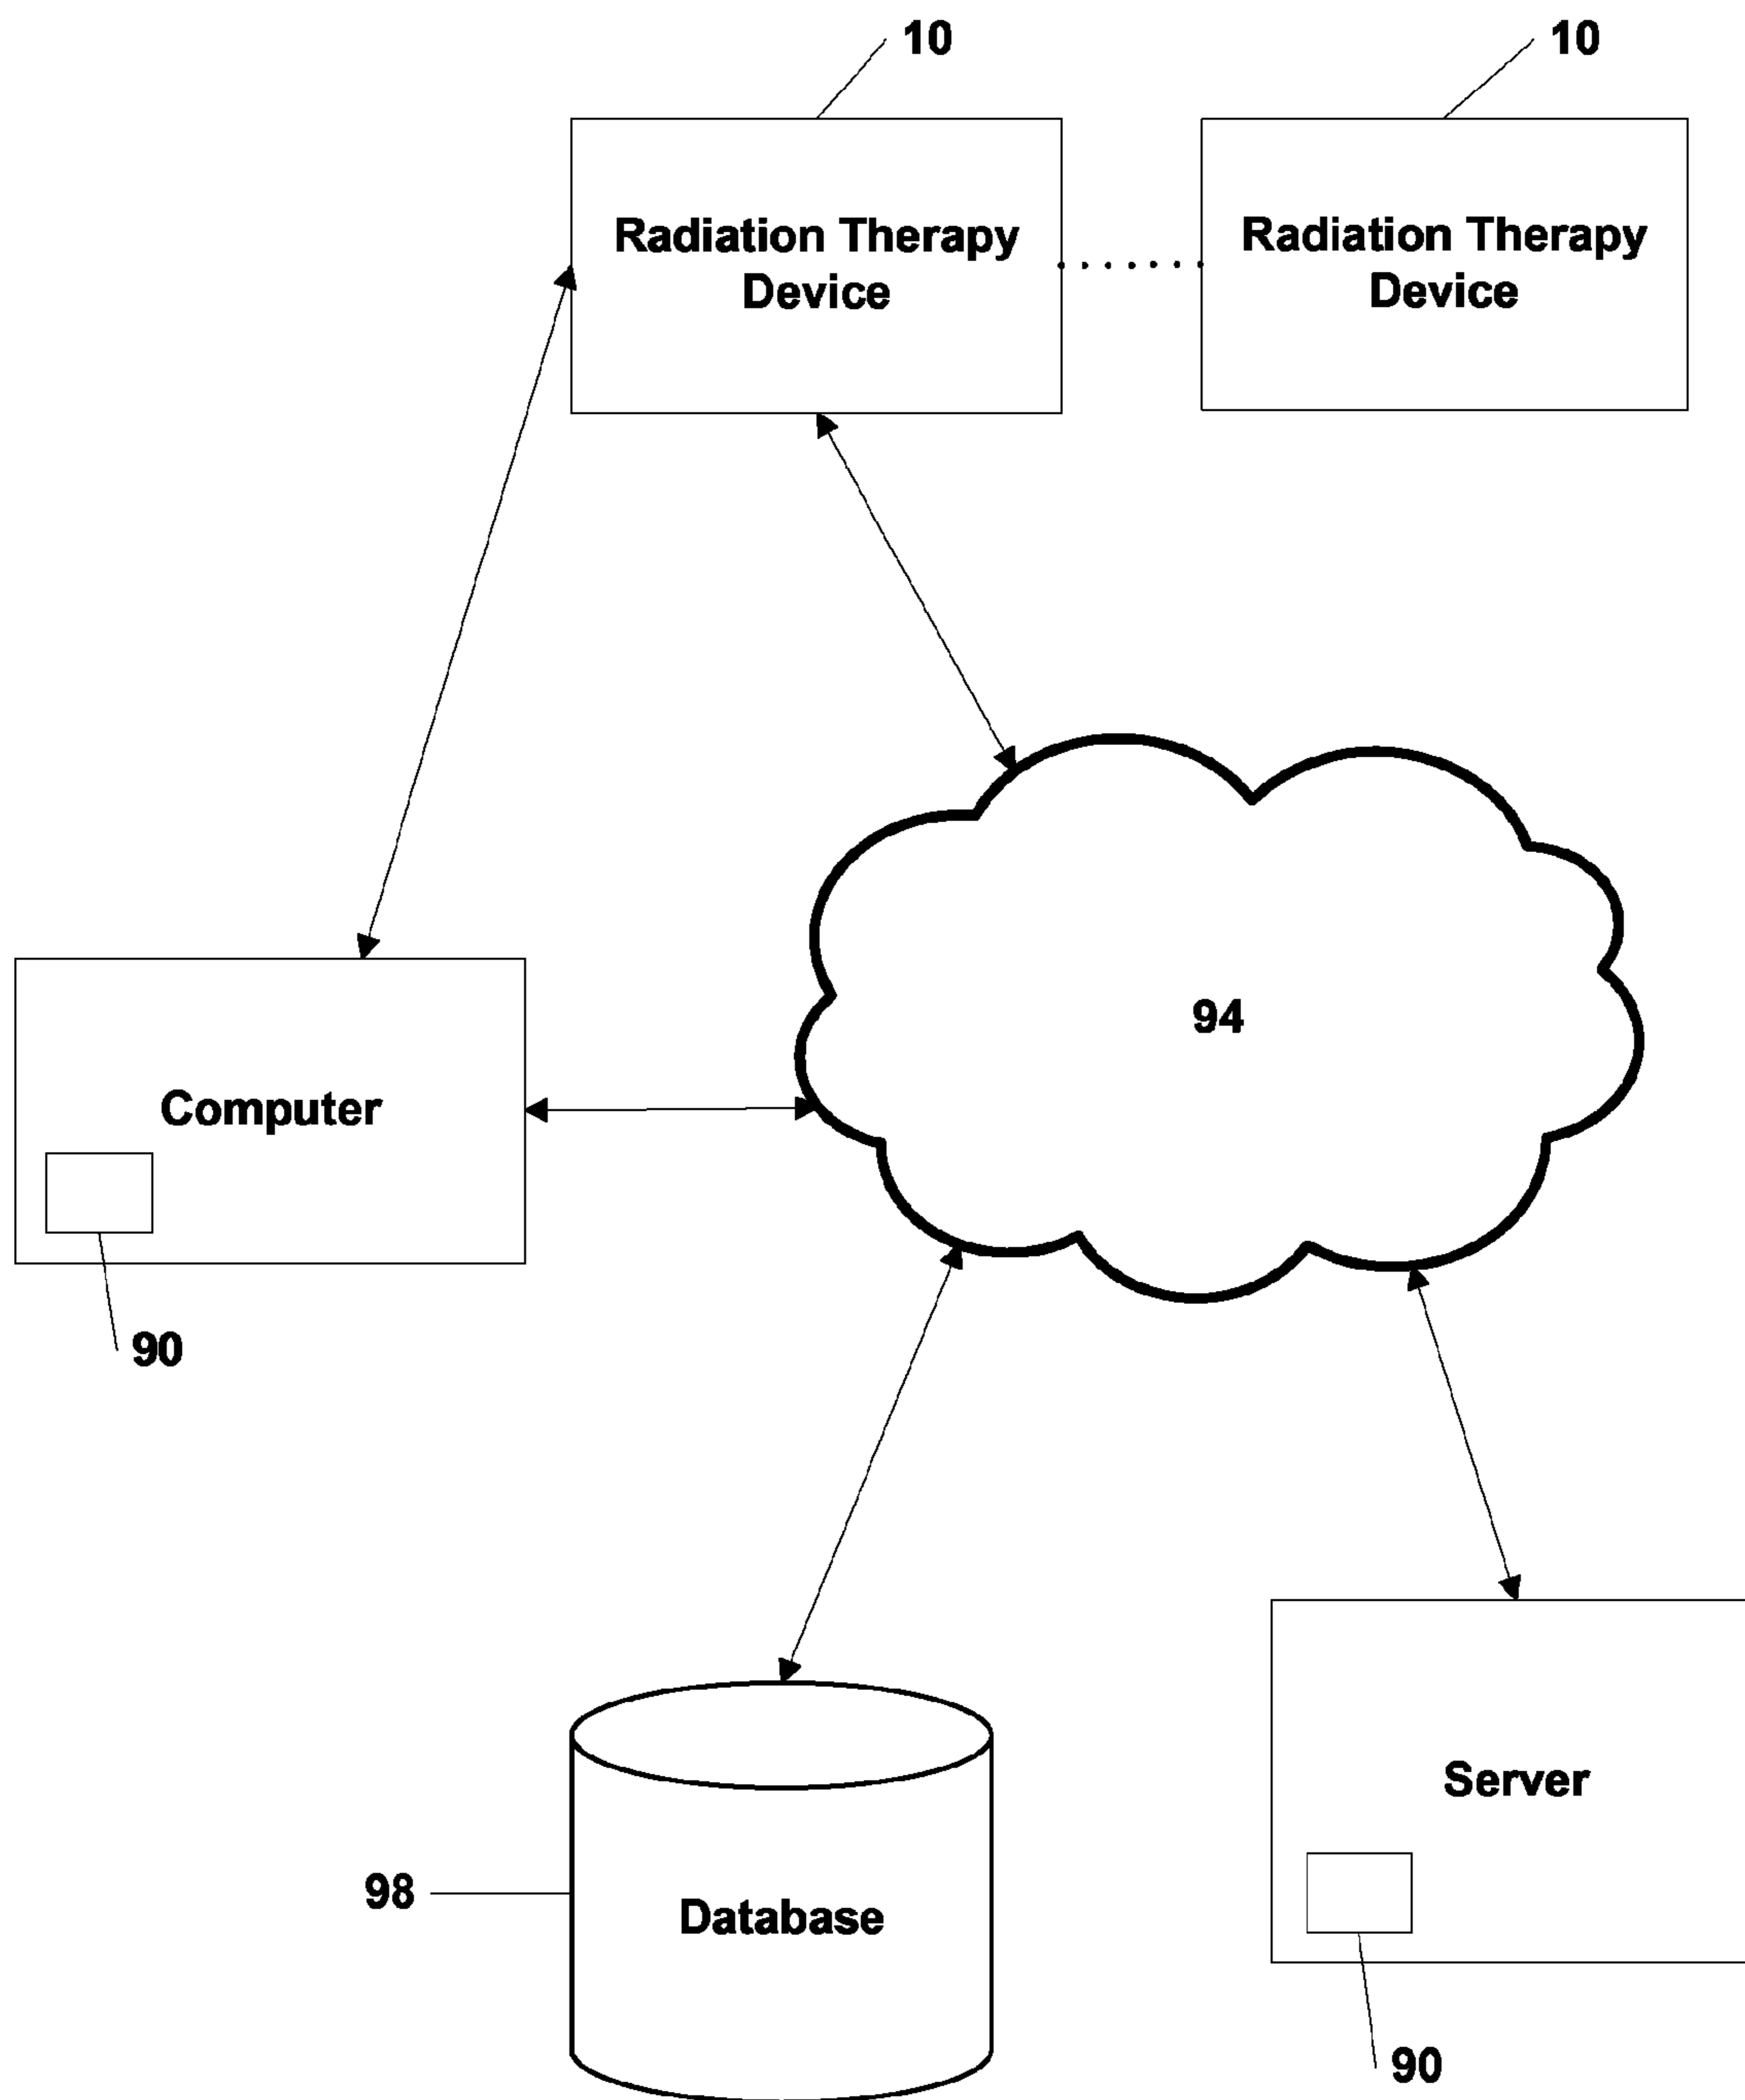 10
10
Radiation Therapy
Device
Radiation Therapy
Device
94
Computer
90
Server
98
Database
90